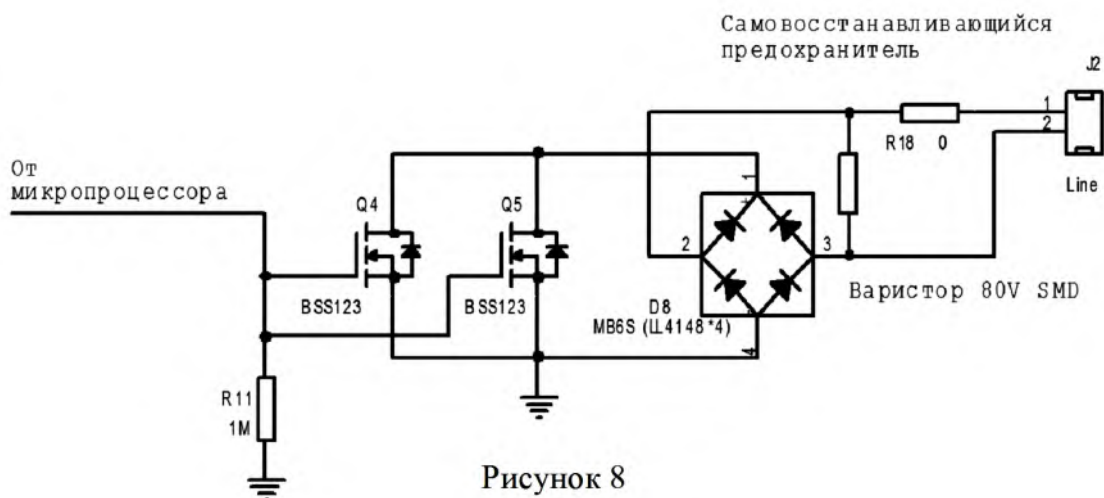 Самовосстанавливающийся
предохранитель
J2
1
2
R18 0
Line
От
микропроцессора
Q4
Q5
1
+
2
3
BSS123
BSS123
D8
MB6S (LL4148*4)
4
Варистор 80V SMD
R11
1M
Рисунок 8